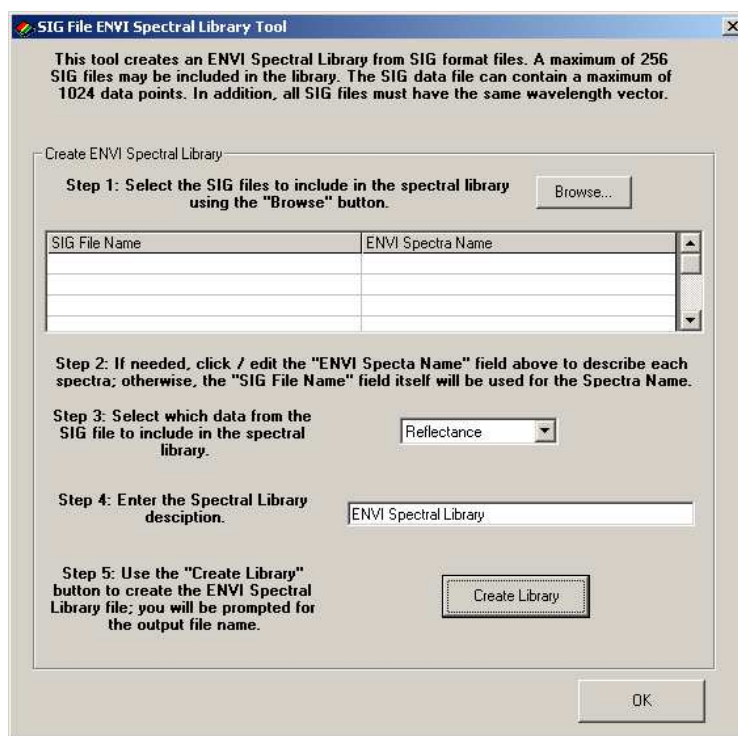 SIG File ENVI Spectral Library Tool
This tool creates an ENVI Spectral Library from SIG format files. A maximum of 256
SIG files may be included in the library. The SIG data file can contain a maximum of
1024 data points. In addition, all SIG files must have the same wavelength vector.
Create ENVI Spectral Library
Step 1: Select the SIG files to include in the spectral library
using the "Browse" button.
Browse...
SIG File Name
ENVI Spectra Name
Step 2: If needed, click / edit the "ENVI Specta Name" field above to describe each
spectra; otherwise, the "SIG File Name" field itself will be used for the Spectra Name.
Step 3: Select which data from the
SIG file to include in the spectral
library.
Reflectance
Step 4: Enter the Spectral Library
desciption.
ENVI Spectral Library
Step 5: Use the "Create Library"
button to create the ENVI Spectral
Library file; you will be prompted for
the output file name.
Create Library
OK